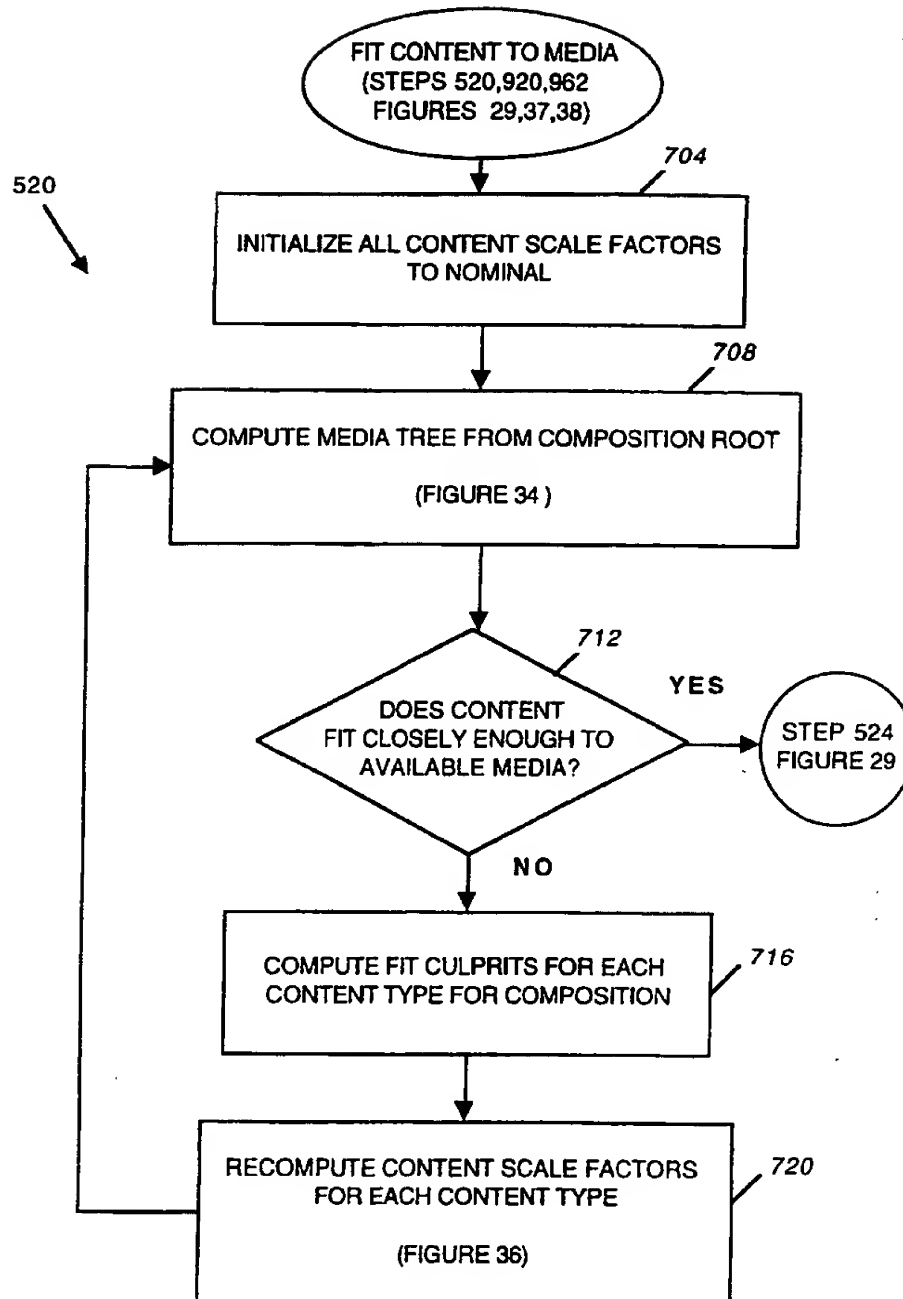 FIT CONTENT TO MEDIA
(STEPS 520,920,962
FIGURES 29,37,38)
704
520
INITIALIZE ALL CONTENT SCALE FACTORS
TO NOMINAL
708
COMPUTE MEDIA TREE FROM COMPOSITION ROOT
(FIGURE 34 )
712
YES
DOES CONTENT
FIT CLOSELY ENOUGH TO
AVAILABLE MEDIA?
STEP 524
FIGURE 29
NO
COMPUTE FIT CULPRITS FOR EACH
CONTENT TYPE FOR COMPOSITION
716
RECOMPUTE CONTENT SCALE FACTORS
FOR EACH CONTENT TYPE
720
(FIGURE 36)